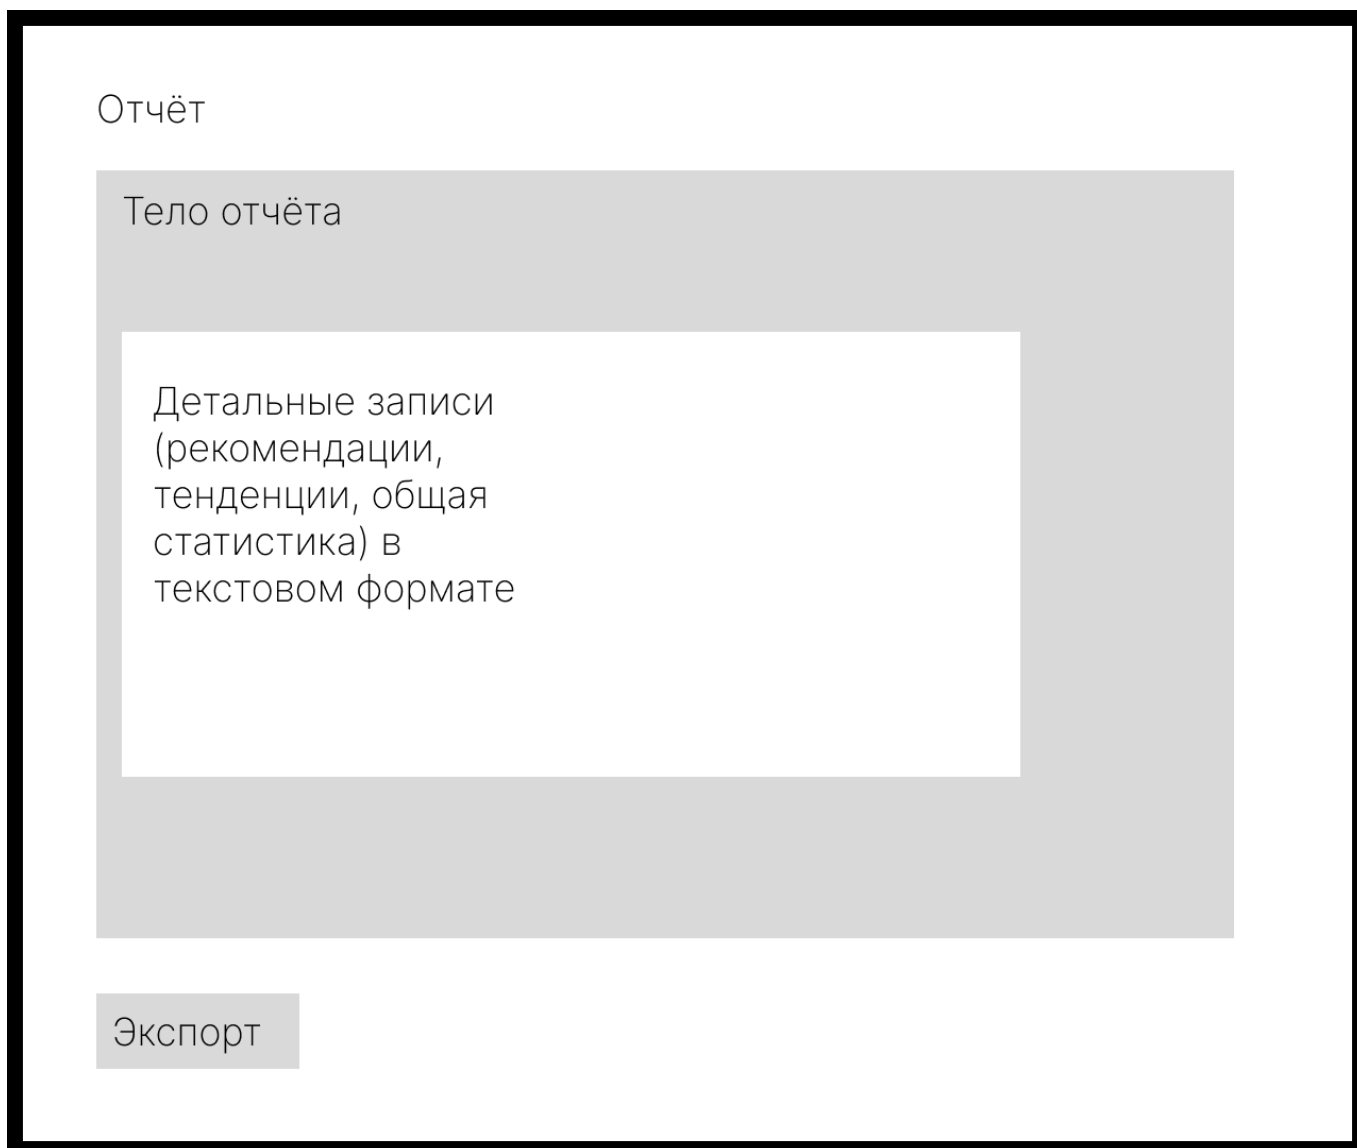 Отчёт
Тело отчёта
Детальные записи
(рекомендации,
тенденции, общая
статистика) в
текстовом формате
Экспорт